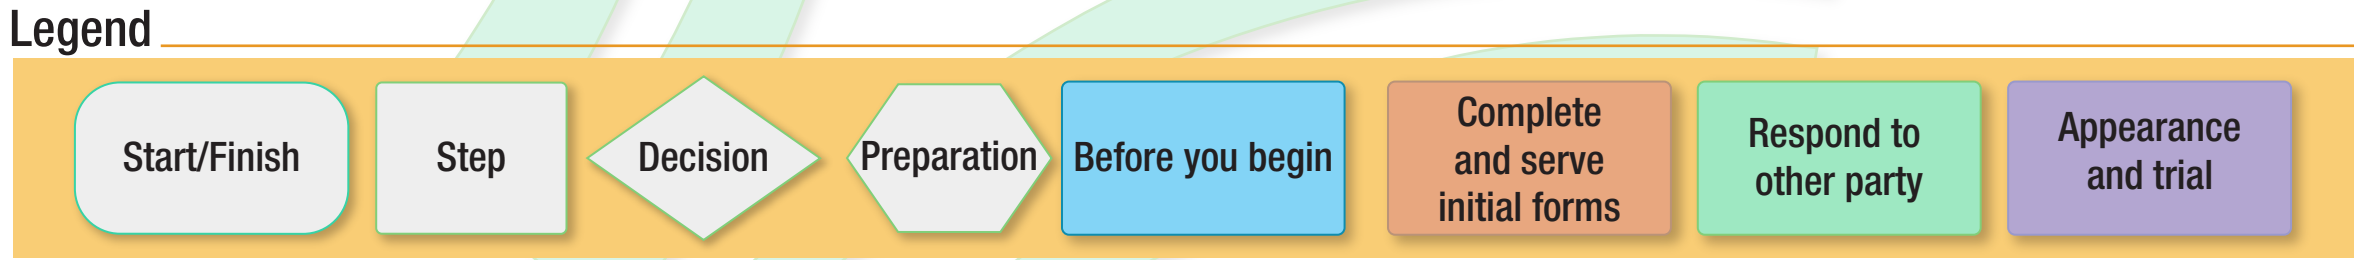 Legend
Start/Finish
Step
Decision
Preparation
Before you begin
Complete
and serve
initial forms
Respond to
other party
Appearance
and trial